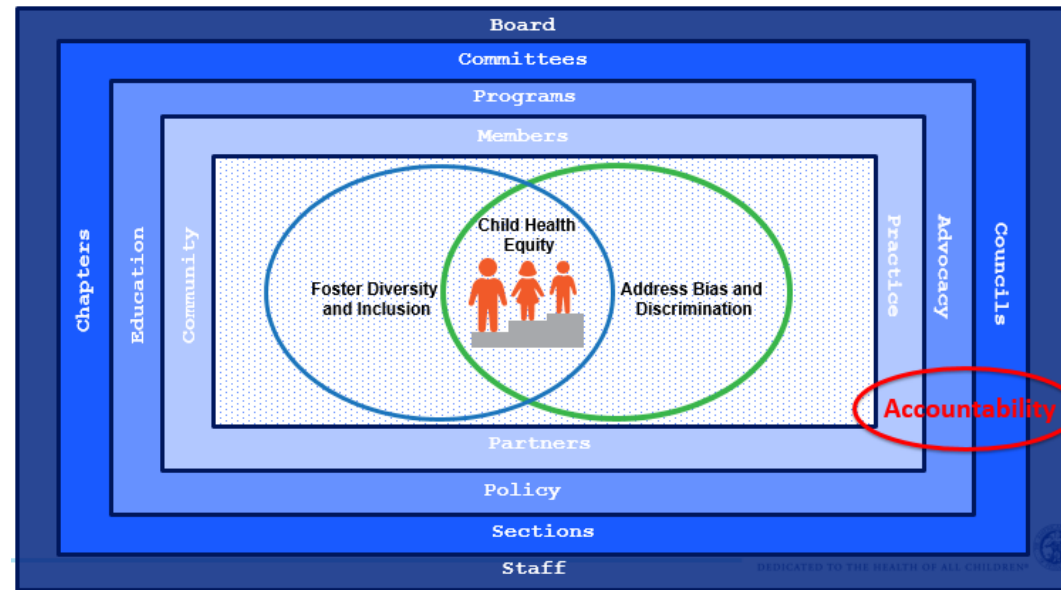 Board
Committees
Programs
Members
Chapters
Education
Community
Child Health
Equity
Foster Diversity
and Inclusion
Address Bias and
Discrimination
Practice
Advocacy
Councils
Accountability
Partners
Policy
Sections
Staff
DEDICATED TO THE HEALTH OF ALL CHILDREN®